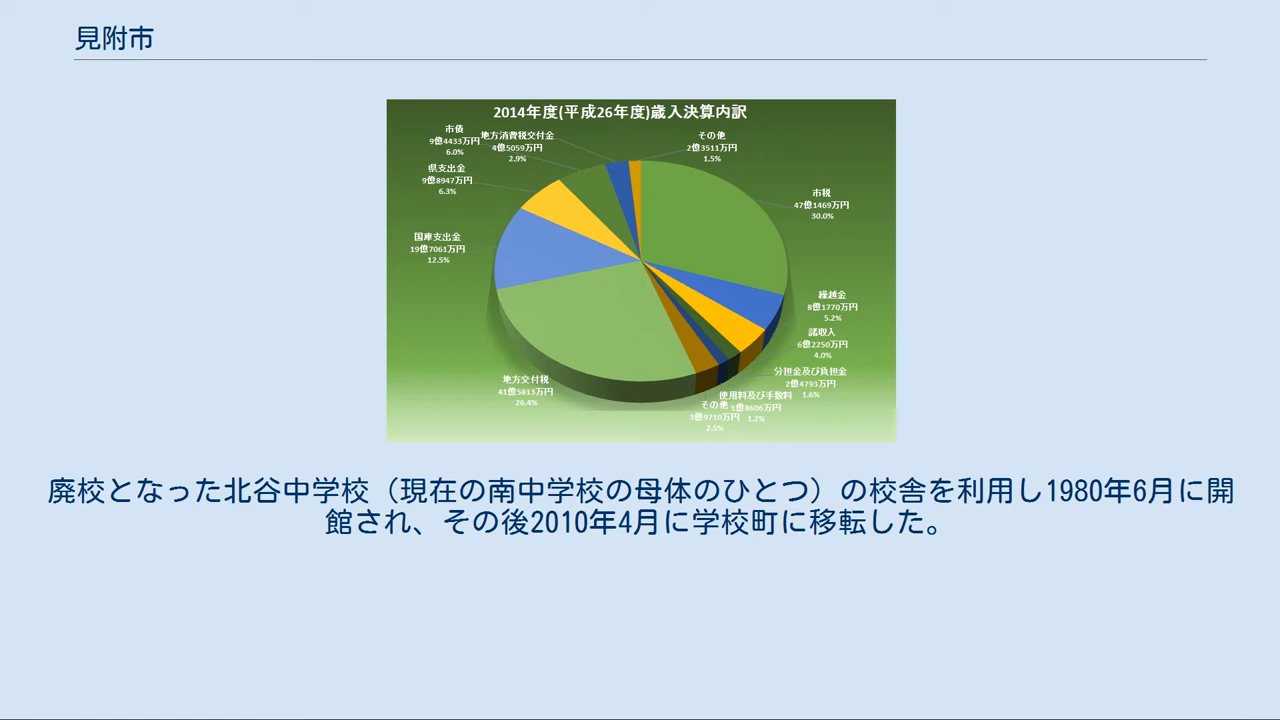 見附市
2014年度(平成26年度)歳入決算内訳
市債
9億4433万円
6.0%
地方消費税交付金
4億5059万円
2.9%
その他
2億3511万円
1.5%
県支出金
9億8947万円
6.3%
市税
47億1469万円
30.0%
国庫支出金
19億7061万円
12.5%
繰越金
8億1770万円
5.2%
諸収入
6億2250万円
4.0%
分担金及び負担金
2億4793万円
1.6%
地方交付税
41億5813万円
26.4%
使用料及び手数料
1億8606万円
1.2%
その他
3億9710万円
2.5%
廃校となった北谷中学校（現在の南中学校の母体のひとつ）の校舎を利用し1980年6月に開
館され、その後2010年4月に学校町に移転した。